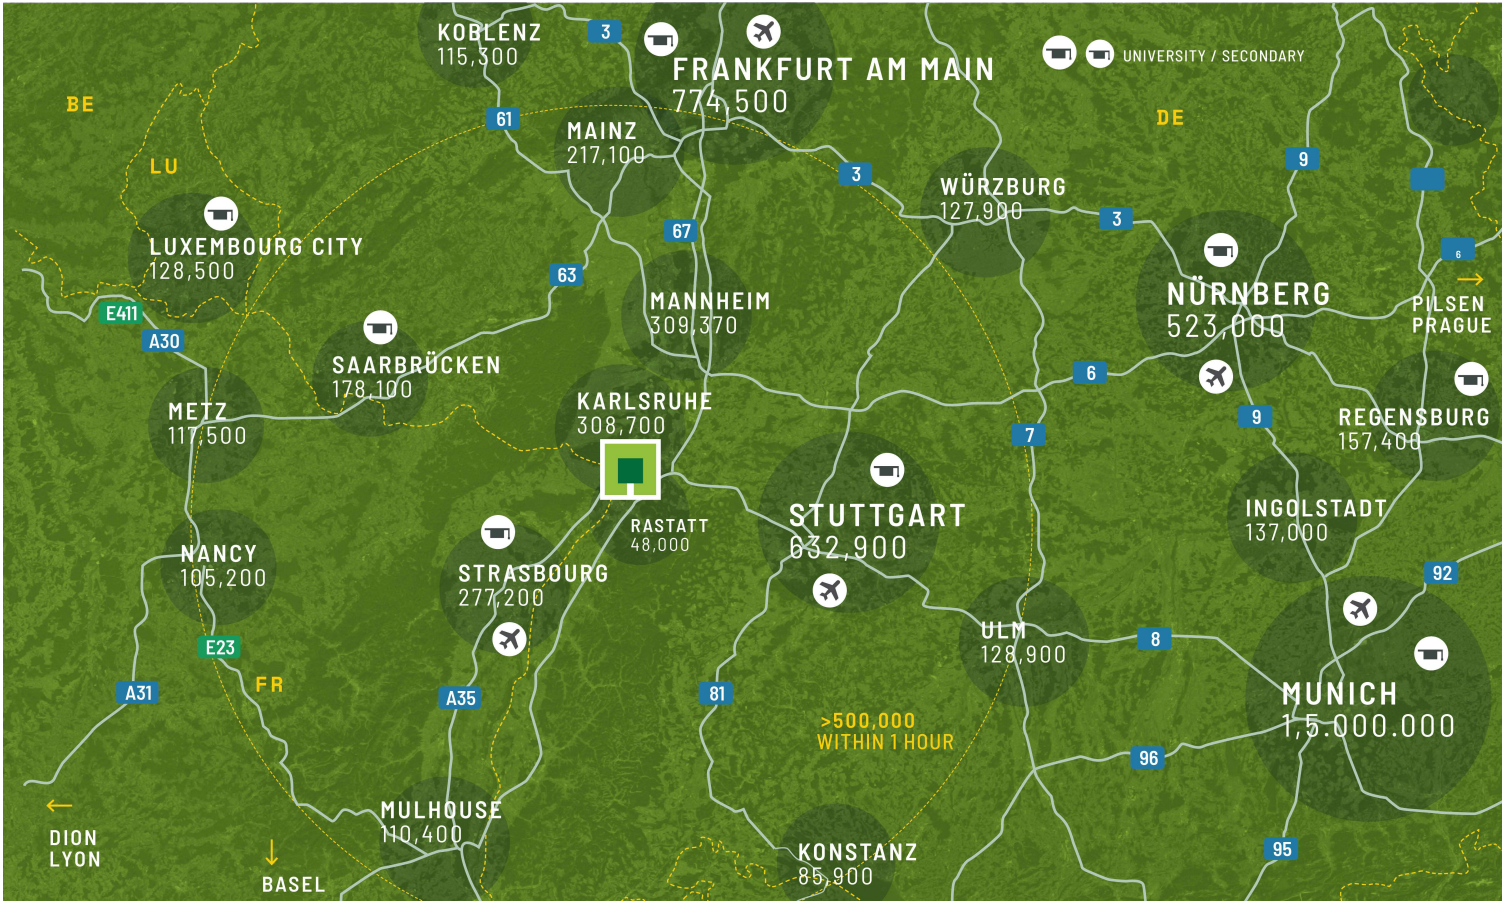 KOBLENZ
115,300
3
FRANKFURT AM MAIN
774,500
UNIVERSITY / SECONDARY
BE
DE
61
MAINZ
217,100
LU
3
9
WÜRZBURG
127,900
3
LUXEMBOURG CITY
128,500
67
6
63
E411
A30
MANNHEIM
309,370
NÜRNBERG
523,000
PILSEN
PRAGUE
SAARBRÜCKEN
178,100
6
METZ
117,500
KARLSRUHE
308,700
9
REGENSBURG
157,400
7
RASTATT
48,000
STUTTGART
632,900
INGOLSTADT
137,000
NANCY
105,200
STRASBOURG
277,200
92
E23
ULM
128,900
8
FR
A31
A35
81
MUNICH
1,5.000.000
>500,000
WITHIN 1 HOUR
96
MULHOUSE
110,400
DION
LYON
BASEL
KONSTANZ
85,900
95